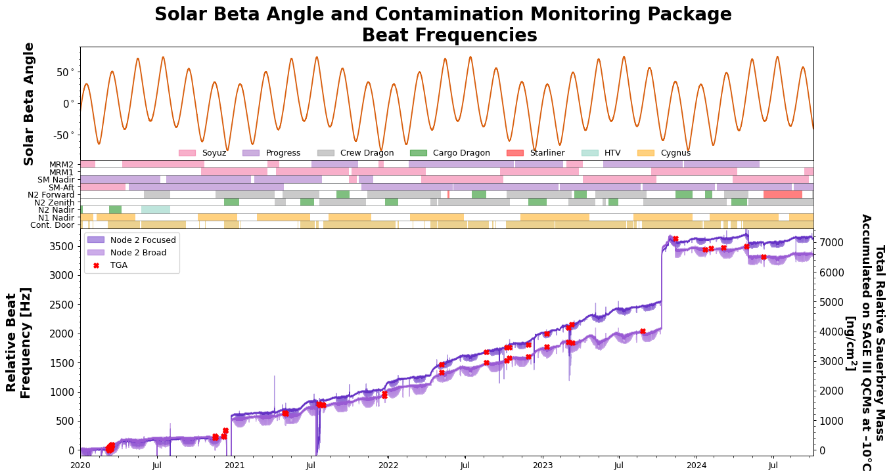 Solar Beta Angle and Contamination Monitoring Package
Beat Frequencies
Solar Beta Angle
50°
0°
-50°
Soyuz Progress Crew Dragon Cargo Dragon Starliner HTV Cygnus
MRM2
MRM1
SM Nadir
SM-Aft
N2 Forward
N2 Zenith
N2 Nadir
N1 Nadir
Cont. Door
Relative Beat
Frequency [Hz]
3500
3000
2500
2000
1500
1000
500
0
Node 2 Focused
Node 2 Broad
TGA
7000
6000
5000
4000
3000
2000
1000
0
Total Relative Sauerbrey Mass
Accumulated on SAGE III QCMs at –10°C
[ng/cm²]
2020 Jul 2021 Jul 2022 Jul 2023 Jul 2024 Jul